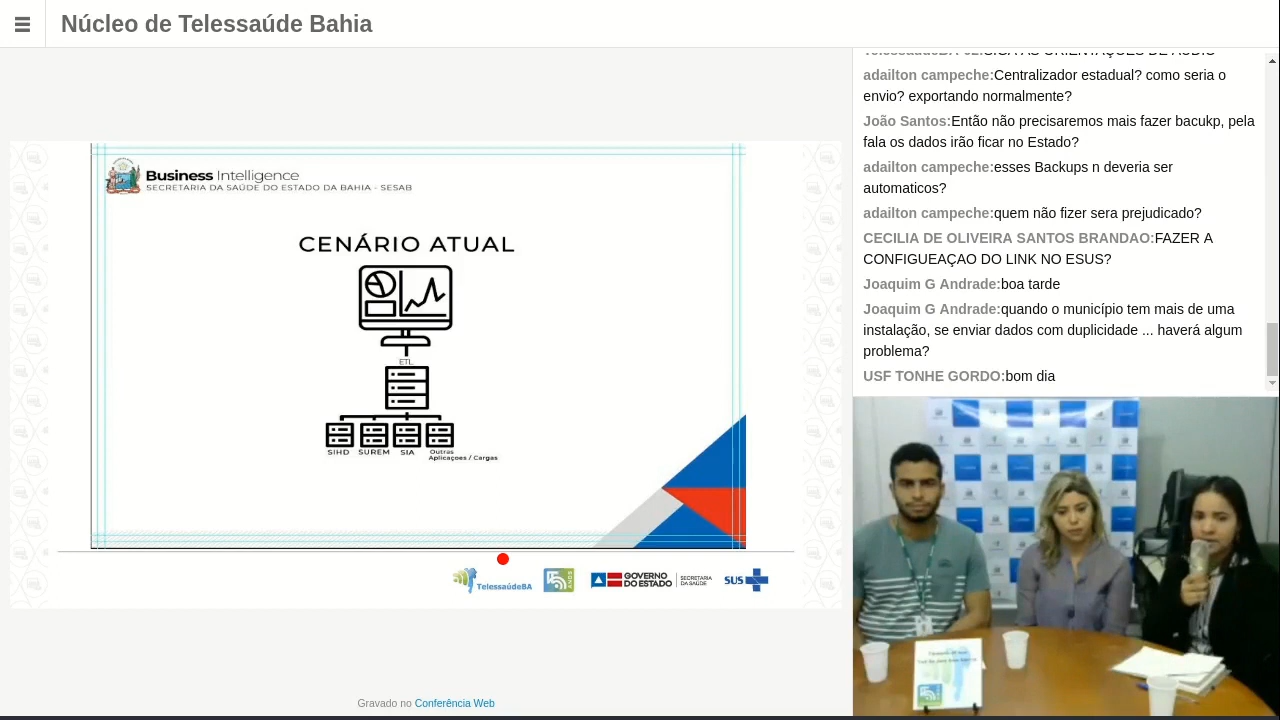 Núcleo de Telessaúde Bahia
Business Intelligence
SECRETARIA DA SAÚDE DO ESTADO DA BAHIA - SESAB
CENÁRIO ATUAL
ETL
SIHD SUREM SIA Outras
Aplicaçoes / Cargas
TelessaúdeBA
GOVERNO
DO ESTADO
SECRETARIA
DA SAÚDE
SUS
Gravado no Conferência Web
adailton campeche:Centralizador estadual? como seria o
envio? exportando normalmente?
João Santos:Então não precisaremos mais fazer bacukp, pela
fala os dados irão ficar no Estado?
adailton campeche:esses Backups n deveria ser
automaticos?
adailton campeche:quem não fizer sera prejudicado?
CECILIA DE OLIVEIRA SANTOS BRANDAO:FAZER A
CONFIGUEAÇAO DO LINK NO ESUS?
Joaquim G Andrade:boa tarde
Joaquim G Andrade:quando o município tem mais de uma
instalação, se enviar dados com duplicidade ... haverá algum
problema?
USF TONHE GORDO:bom dia